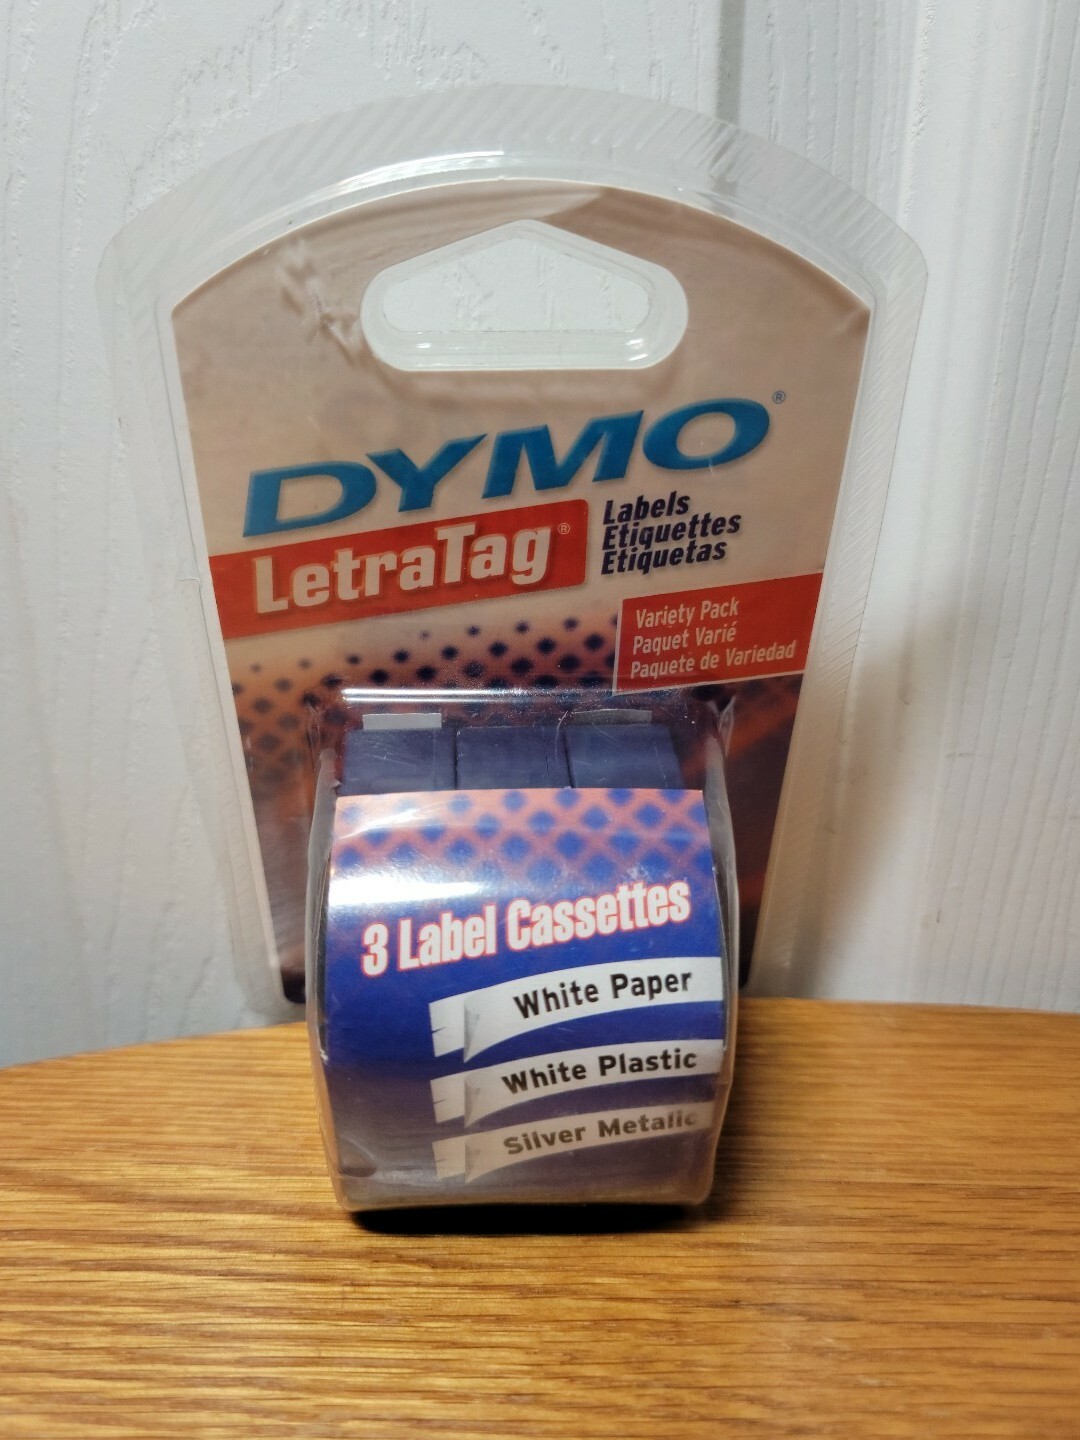 DYMO®
LetraTag®
Labels
Etiquettes
Etiquetas
Variety Pack
Paquet Varié
Paquete de Variedad
3 Label Cassettes
White Paper
White Plastic
Silver Metalic